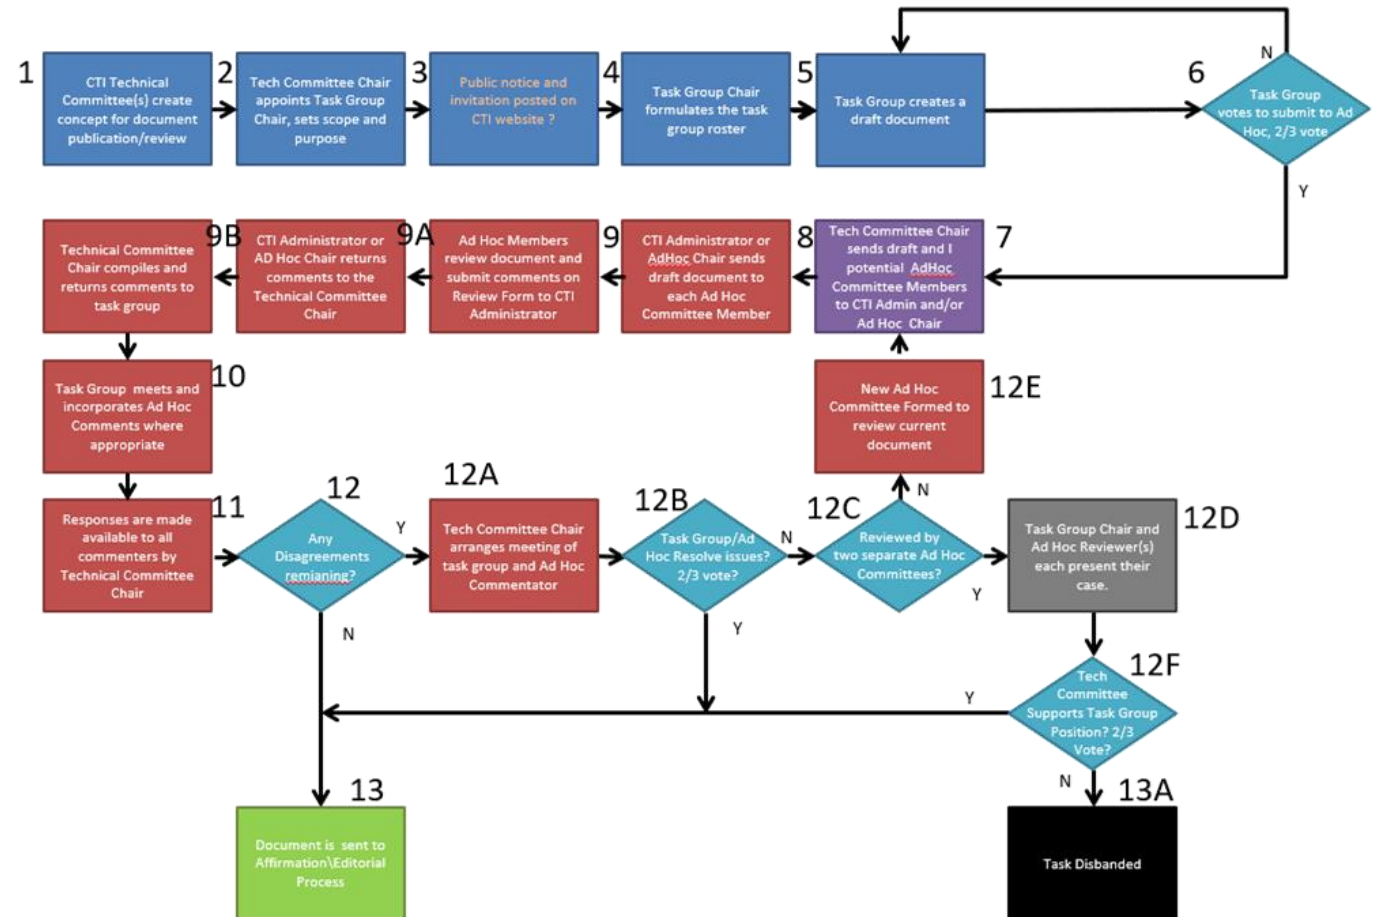 1
CTI Technical
Committee(s) create
concept for document
publication/review
2
Tech Committee Chair
appoints Task Group
Chair, sets scope and
purpose
3
Public notice and
invitation posted on
CTI website ?
4
Task Group Chair
formulates the task
group roster
5
Task Group creates a
draft document
6
N
Task Group
votes to submit to Ad
Hoc, 2/3 vote
Y
9B
Technical Committee
Chair compiles and
returns comments to
task group
9A
CTI Administrator or
AD Hoc Chair returns
comments to the
Technical Committee
Chair
9
Ad Hoc Members
review document and
submit comments on
Review Form to CTI
Administrator
8
CTI Administrator or
AdHoc Chair sends
draft document to
each Ad Hoc
Committee Member
7
Tech Committee Chair
sends draft and I
potential AdHoc
Committee Members
to CTI Admin and/or
Ad Hoc Chair
10
Task Group meets and
incorporates Ad Hoc
Comments where
appropriate
12E
New Ad Hoc
Committee Formed to
review current
document
11
Responses are made
available to all
commenters by
Technical Committee
Chair
12
Any
Disagreements
remianing?
Y
N
12A
Tech Committee Chair
arranges meeting of
task group and Ad Hoc
Commentator
12B
Task Group/Ad
Hoc Resolve issues?
2/3 vote?
N
Y
12C
N
Reviewed by
two separate Ad Hoc
Committees?
Y
12D
Task Group Chair and
Ad Hoc Reviewer(s)
each present their
case.
12F
Tech
Committee
Supports Task Group
Position? 2/3
Vote?
Y
N
13
Document is sent to
Affirmation\Editorial
Process
13A
Task Disbanded